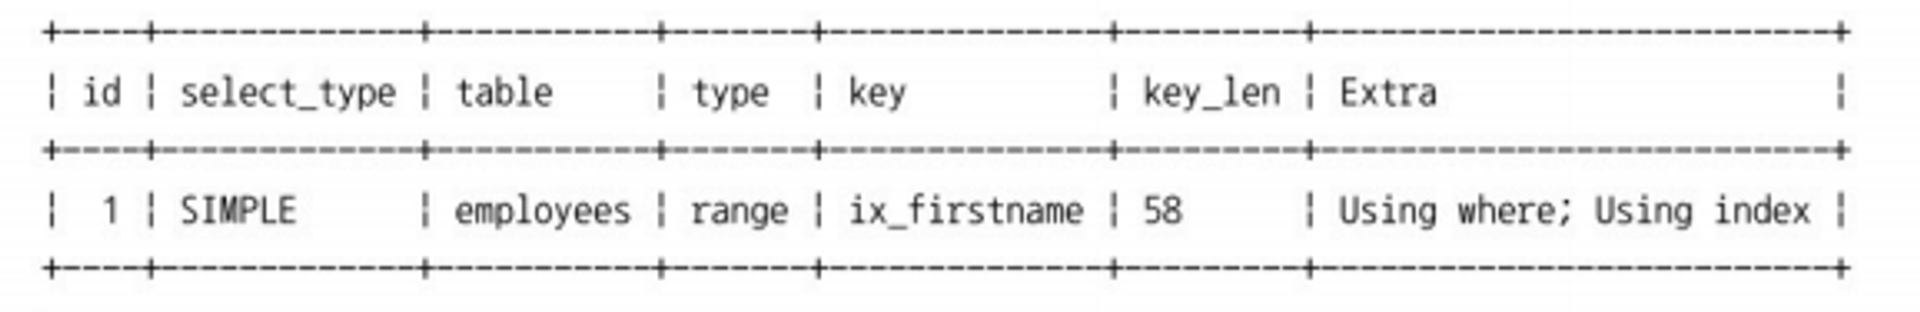 +----+-------------+-----------+-------+--------------+---------+--------------------------+
| id | select_type | table     | type  | key          | key_len | Extra                    |
+----+-------------+-----------+-------+--------------+---------+--------------------------+
|  1 | SIMPLE      | employees | range | ix_firstname | 58      | Using where; Using index |
+----+-------------+-----------+-------+--------------+---------+--------------------------+